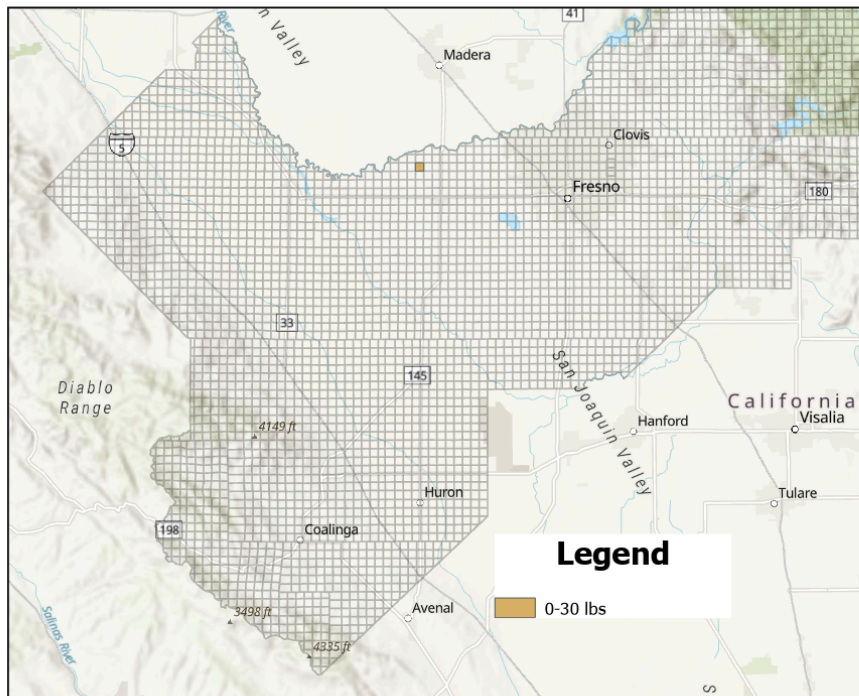 41
River
n Valley
Madera
Clovis
5
Fresno
180
33
145
San Joaquin Valley
Diablo
Range
California
4149 ft
Hanford
Visalia
Huron
Tulare
198
Coalinga
Legend
0-30 lbs
3498 ft
Avenal
Salinas
River
4335 ft
S